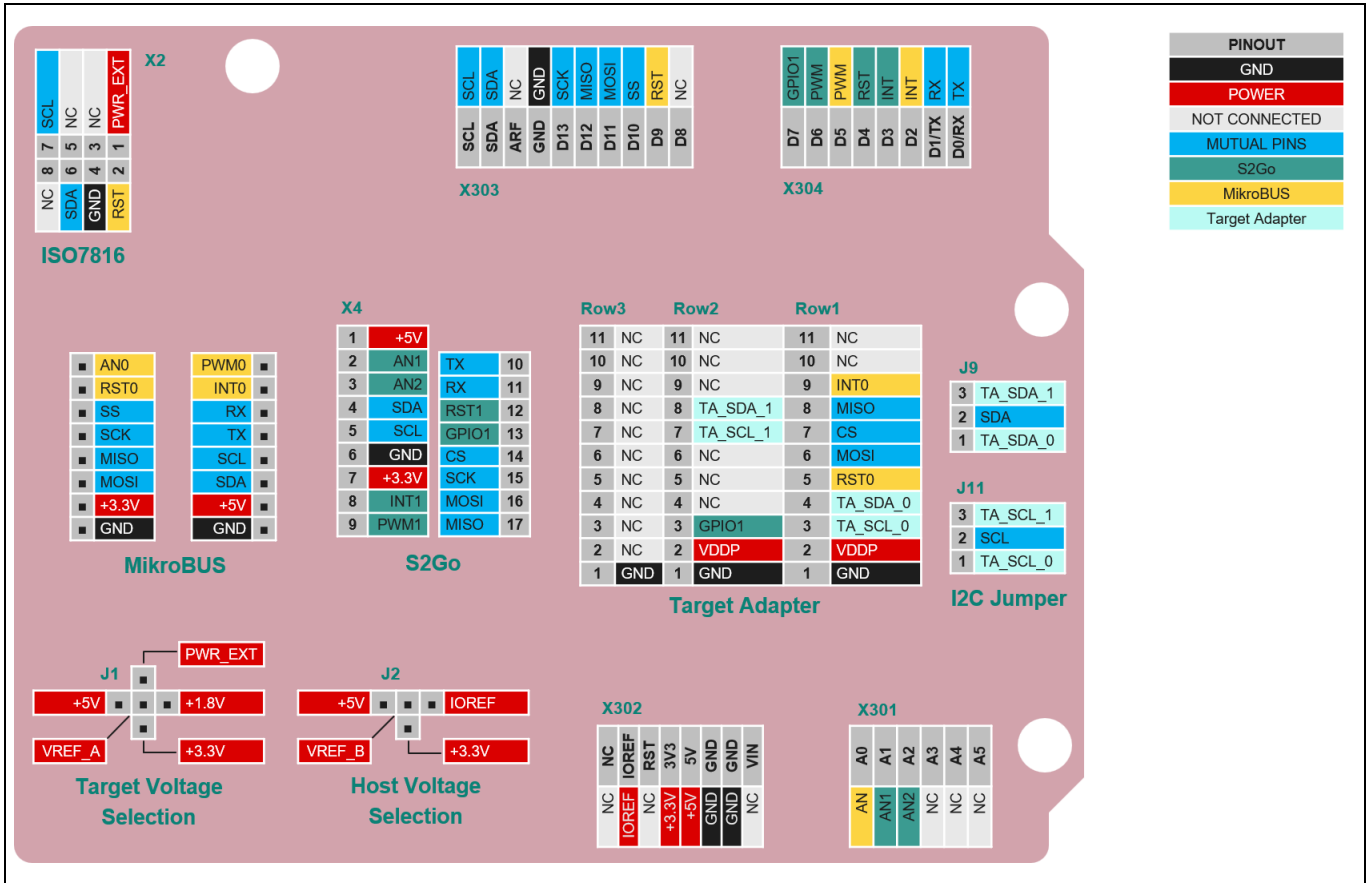 X2
SCL NC NC PWR_EXT
7 5 3 1
8 6 4 2
NC SDA GND RST
ISO7816
SCL SDA NC GND SCK MISO MOSI SS RST NC
SCL SDA ARF GND D13 D12 D11 D10 D9 D8
X303
GPIO1 PWM PWM RST INT INT RX TX
D7 D6 D5 D4 D3 D2 D1/TX D0/RX
X304
PINOUT
GND
POWER
NOT CONNECTED
MUTUAL PINS
S2Go
MikroBUS
Target Adapter
AN0 PWM0
RST0 INT0
SS RX
SCK TX
MISO SCL
MOSI SDA
+3.3V +5V
GND GND
MikroBUS
X4
1 +5V
2 AN1 TX 10
3 AN2 RX 11
4 SDA RST1 12
5 SCL GPIO1 13
6 GND CS 14
7 +3.3V SCK 15
8 INT1 MOSI 16
9 PWM1 MISO 17
S2Go
Row3 Row2 Row1
11 NC 11 NC 11 NC
10 NC 10 NC 10 NC
9 NC 9 NC 9 INT0
8 NC 8 TA_SDA_1 8 MISO
7 NC 7 TA_SCL_1 7 CS
6 NC 6 NC 6 MOSI
5 NC 5 NC 5 RST0
4 NC 4 NC 4 TA_SDA_0
3 NC 3 GPIO1 3 TA_SCL_0
2 NC 2 VDDP 2 VDDP
1 GND 1 GND 1 GND
Target Adapter
J9
3 TA_SDA_1
2 SDA
1 TA_SDA_0
J11
3 TA_SCL_1
2 SCL
1 TA_SCL_0
I2C Jumper
PWR_EXT
J1
+5V +1.8V
VREF_A +3.3V
Target Voltage
Selection
J2
+5V IOREF
VREF_B +3.3V
Host Voltage
Selection
X302
NC IOREF RST 3V3 5V GND GND VIN
NC IOREF NC +3.3V +5V GND GND NC
X301
A0 A1 A2 A3 A4 A5
AN AN1 AN2 NC NC NC